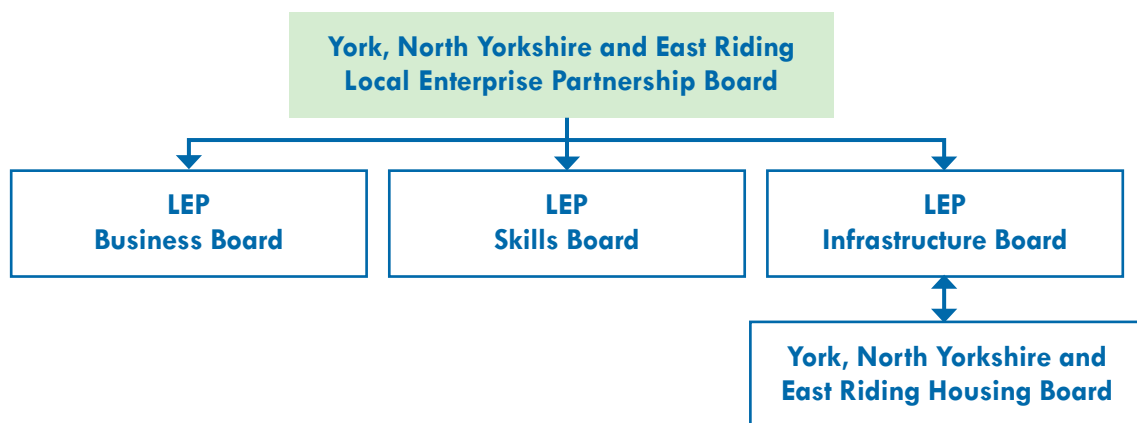 York, North Yorkshire and East Riding
Local Enterprise Partnership Board
LEP
Business Board
LEP
Skills Board
LEP
Infrastructure Board
York, North Yorkshire and
East Riding Housing Board